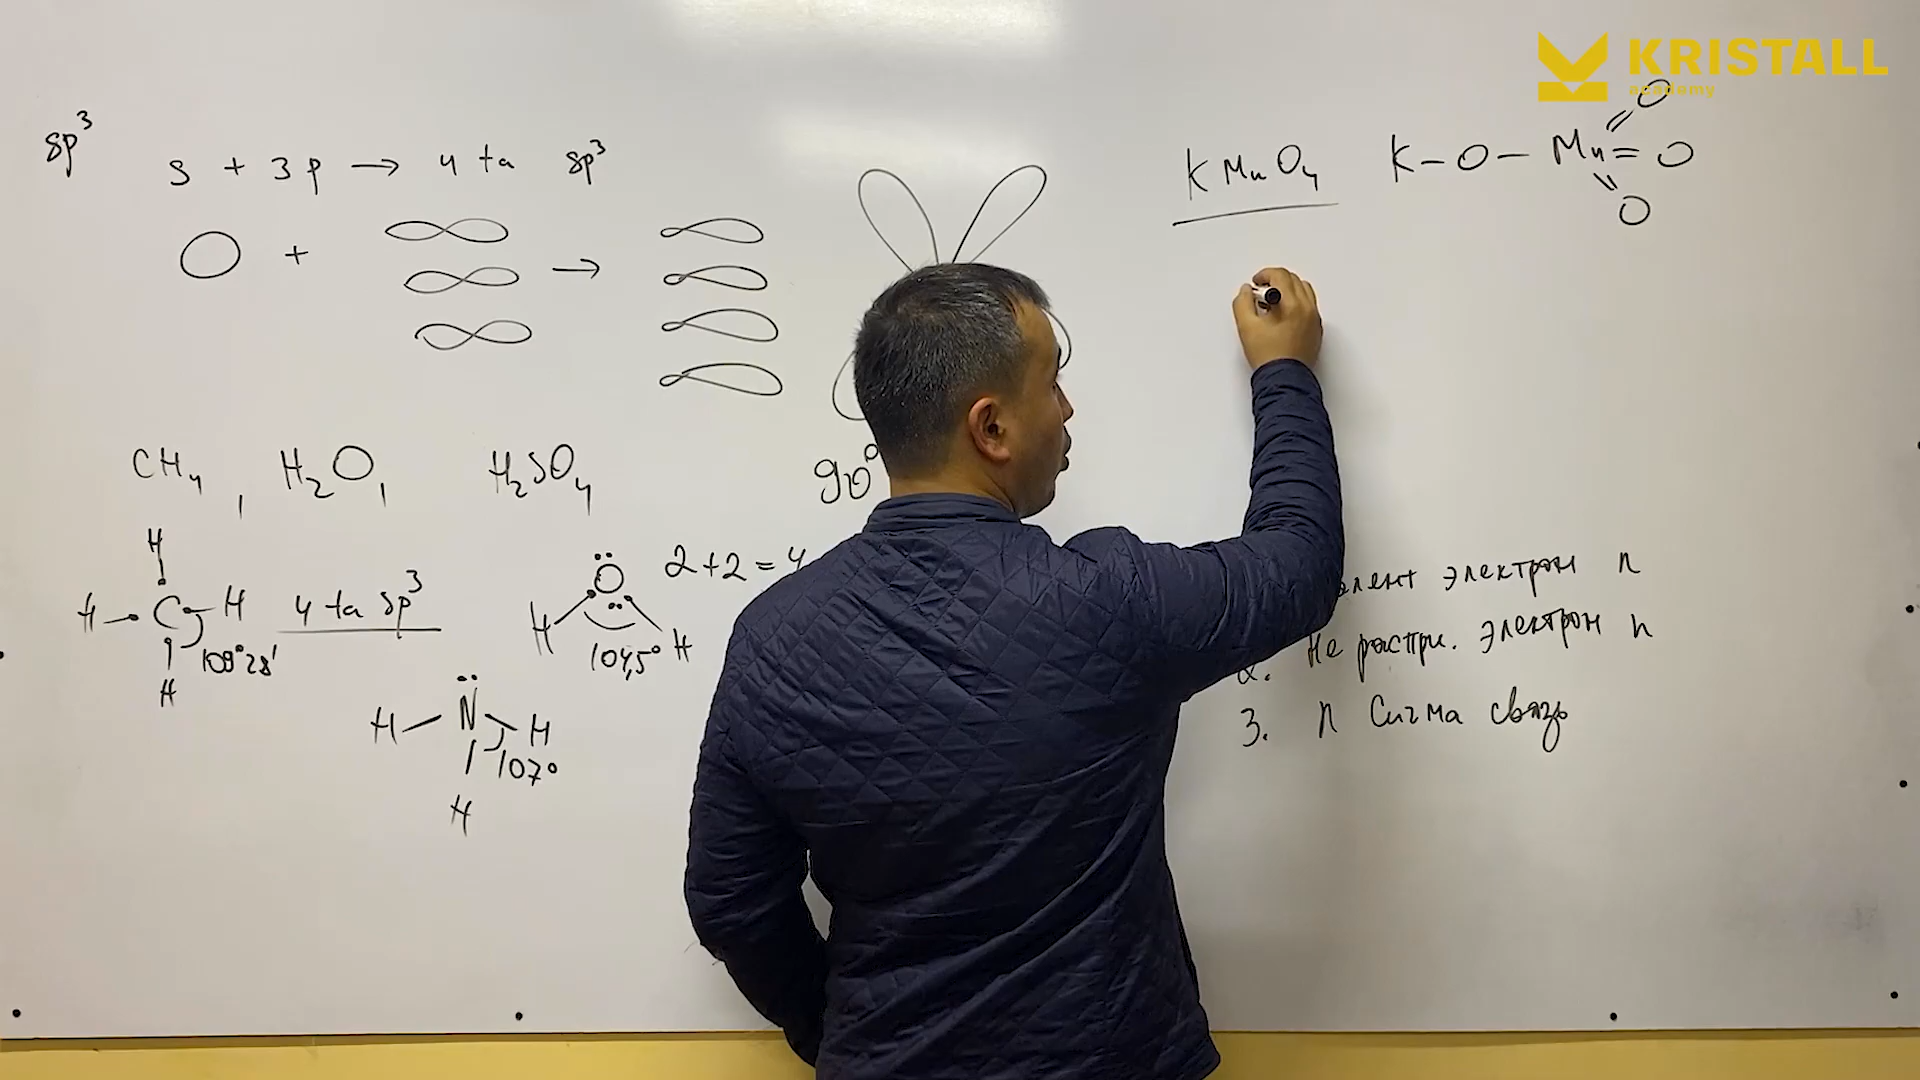 KRISTALL
academy
sp³
S + 3p → 4 ta sp³
+ →
KMnO₄
K–O–Mn=O
O
O
CH₄, H₂O, H₂SO₄
90°
H
H C H
109°28'
H
4 ta sp³
O
H H
104,5°
2+2=4
N
H H
107°
H
электрон n
2. Не распри. электрон n
3. n Сигма связь